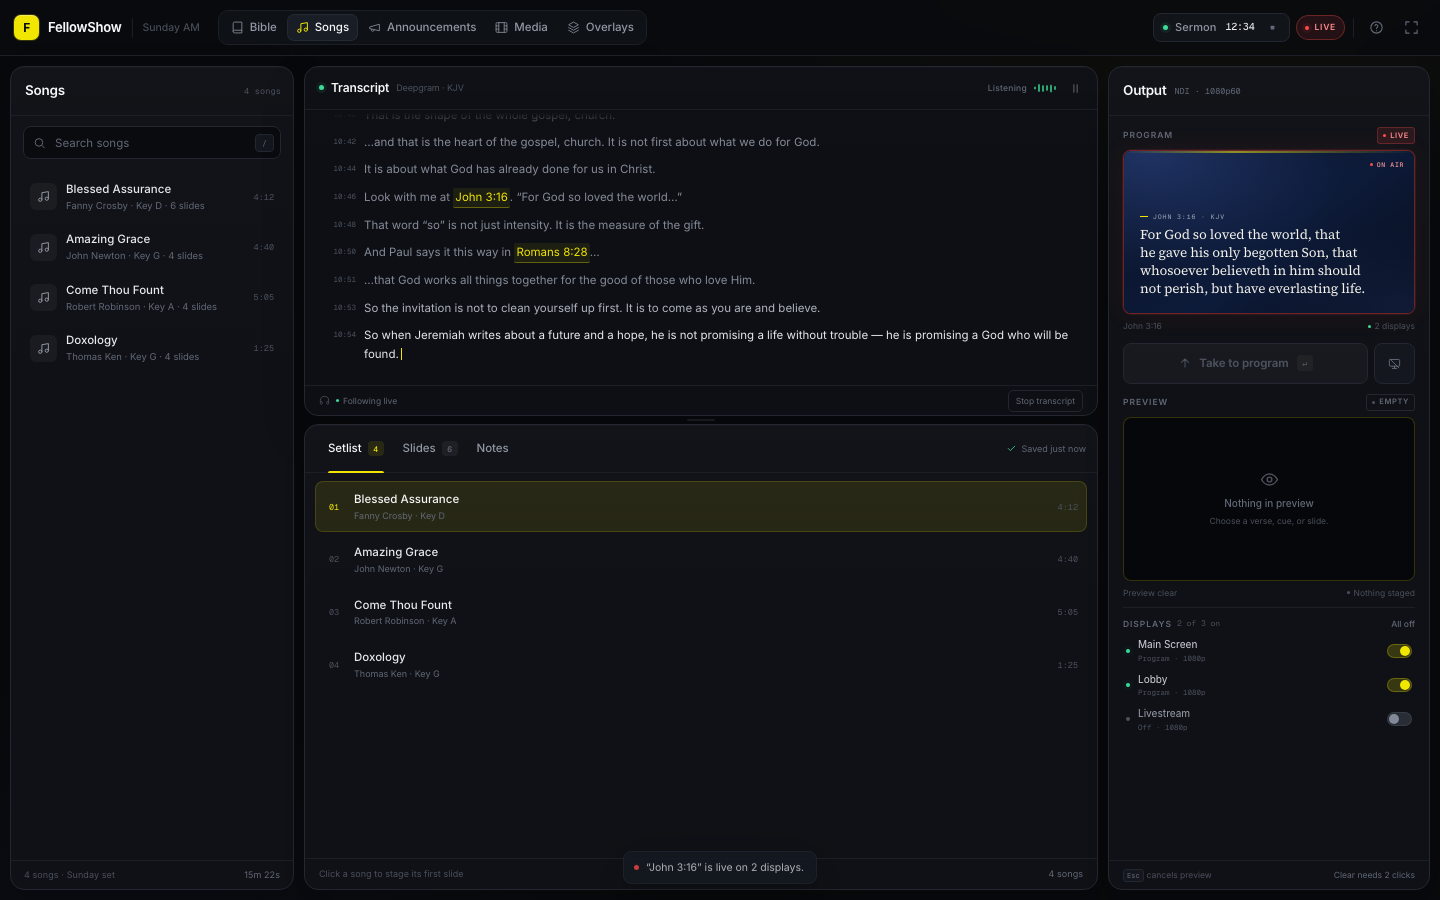 F FellowShow Sunday AM Bible Songs Announcements Media Overlays Sermon 12:34 LIVE
Songs 4 songs
Search songs /
Blessed Assurance
Fanny Crosby · Key D · 6 slides
4:12
Amazing Grace
John Newton · Key G · 4 slides
4:40
Come Thou Fount
Robert Robinson · Key A · 4 slides
5:05
Doxology
Thomas Ken · Key G · 4 slides
1:25
4 songs · Sunday set 15m 22s
Transcript Deepgram · KJV Listening
That is the shape of the whole gospel, church.
10:42 …and that is the heart of the gospel, church. It is not first about what we do for God.
10:44 It is about what God has already done for us in Christ.
10:46 Look with me at John 3:16. “For God so loved the world…”
10:48 That word “so” is not just intensity. It is the measure of the gift.
10:50 And Paul says it this way in Romans 8:28…
10:51 …that God works all things together for the good of those who love Him.
10:53 So the invitation is not to clean yourself up first. It is to come as you are and believe.
10:54 So when Jeremiah writes about a future and a hope, he is not promising a life without trouble — he is promising a God who will be
found.
Following live Stop transcript
Setlist 4 Slides 6 Notes Saved just now
01 Blessed Assurance
Fanny Crosby · Key D
4:12
02 Amazing Grace
John Newton · Key G
4:40
03 Come Thou Fount
Robert Robinson · Key A
5:05
04 Doxology
Thomas Ken · Key G
1:25
Click a song to stage its first slide 4 songs
“John 3:16” is live on 2 displays.
Output NDI · 1080p60
PROGRAM LIVE
ON AIR
JOHN 3:16 · KJV
For God so loved the world, that
he gave his only begotten Son, that
whosoever believeth in him should
not perish, but have everlasting life.
John 3:16 2 displays
Take to program ↵
PREVIEW EMPTY
Nothing in preview
Choose a verse, cue, or slide.
Preview clear Nothing staged
DISPLAYS 2 of 3 on All off
Main Screen
Program · 1080p
Lobby
Program · 1080p
Livestream
Off · 1080p
Esc cancels preview Clear needs 2 clicks